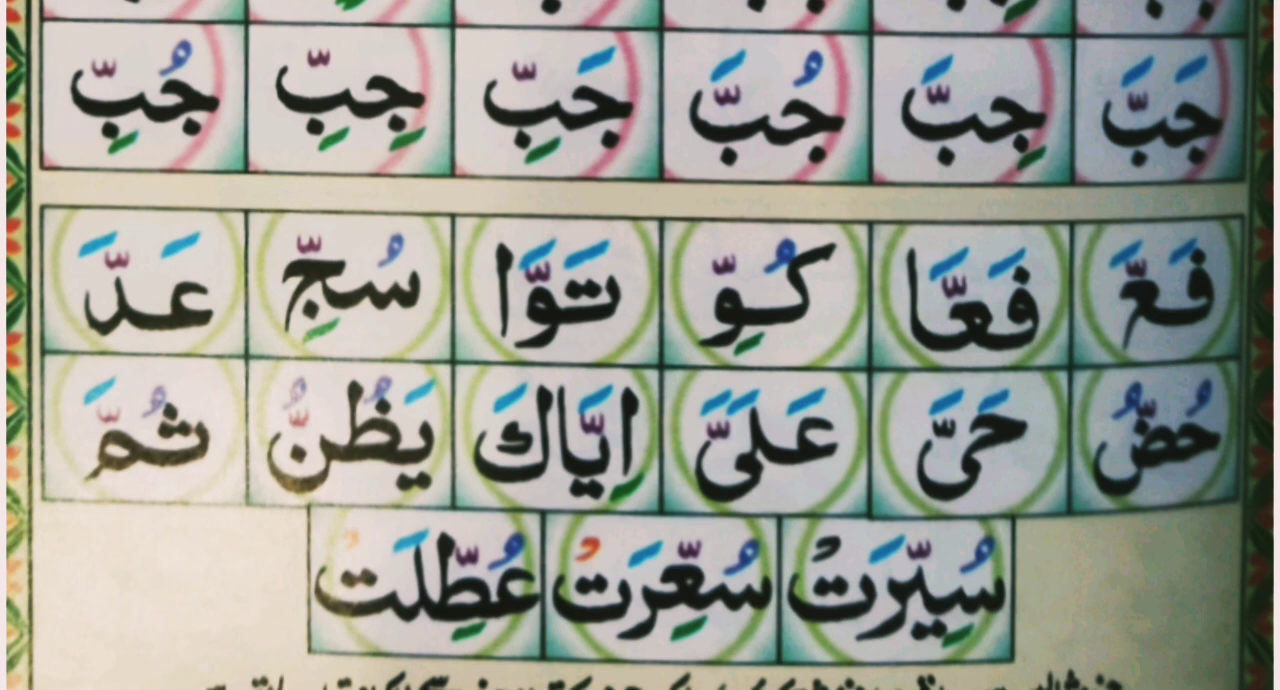 جَبَّ جِبَّ جُبَّ جَبِّ جِبِّ جُبِّ
فَعَّ فَعَّا كُوِّ تَوَّا سُجِّ عَدَّ
حُضُّ حَىَّ عَلَىَّ اِيَّاكَ يَظُنُّ ثُمَّ
سُيِّرَتْ سُعِّرَتْ عُطِّلَتْ